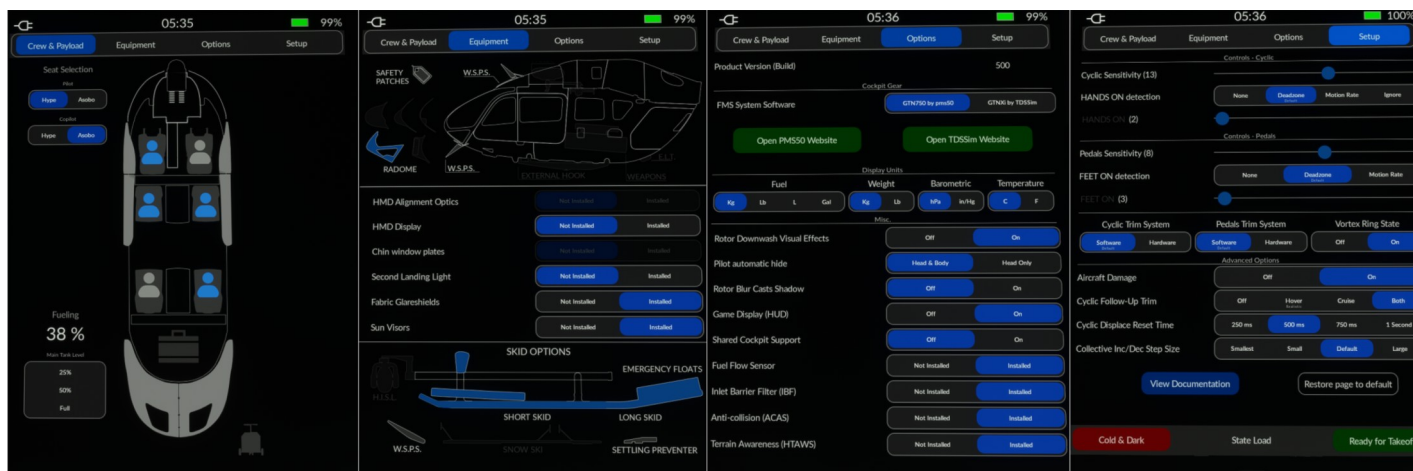 05:35
99%
Crew & Payload Equipment Options Setup
Seat Selection
Pilot
Hype Asobo
Copilot
Hype Asobo
Fueling
38 %
Main Tank Level
25%
50%
Full
05:35
99%
Crew & Payload Equipment Options Setup
SAFETY PATCHES
W.S.P.S.
RADOME
W.S.P.S.
EXTERNAL HOOK
WEAPONS
E.L.T.
HMD Alignment Optics Not Installed Installed
HMD Display Not Installed Installed
Chin window plates Not Installed Installed
Second Landing Light Not Installed Installed
Fabric Glareshields Not Installed Installed
Sun Visors Not Installed Installed
SKID OPTIONS
H.I.S.L.
EMERGENCY FLOATS
SHORT SKID
LONG SKID
W.S.P.S.
SNOW SKI
SETTLING PREVENTER
05:36
99%
Crew & Payload Equipment Options Setup
Product Version (Build) 500
Cockpit Gear
FMS System Software GTN750 by pms50 GTNXi by TDSSim
Open PMS50 Website Open TDSSim Website
Display Units
Fuel Weight Barometric Temperature
Kg Lb L Gal Kg Lb hPa in/Hg C F
Misc.
Rotor Downwash Visual Effects Off On
Pilot automatic hide Head & Body Head Only
Rotor Blur Casts Shadow Off On
Game Display (HUD) Off On
Shared Cockpit Support Off On
Fuel Flow Sensor Not Installed Installed
Inlet Barrier Filter (IBF) Not Installed Installed
Anti-collision (ACAS) Not Installed Installed
Terrain Awareness (HTAWS) Not Installed Installed
05:36
100%
Crew & Payload Equipment Options Setup
Controls - Cyclic
Cyclic Sensitivity (13)
HANDS ON detection None Deadzone Motion Rate Ignore
Default
HANDS ON (2)
Controls - Pedals
Pedals Sensitivity (8)
FEET ON detection None Deadzone Motion Rate
Default
FEET ON (3)
Cyclic Trim System Pedals Trim System Vortex Ring State
Software Hardware Software Hardware Off On
Default Default
Advanced Options
Aircraft Damage Off On
Cyclic Follow-Up Trim Off Hover Cruise Both
Cyclic Displace Reset Time 250 ms 500 ms 750 ms 1 Second
Collective Inc/Dec Step Size Smallest Small Default Large
View Documentation Restore page to default
Cold & Dark State Load Ready for Takeof